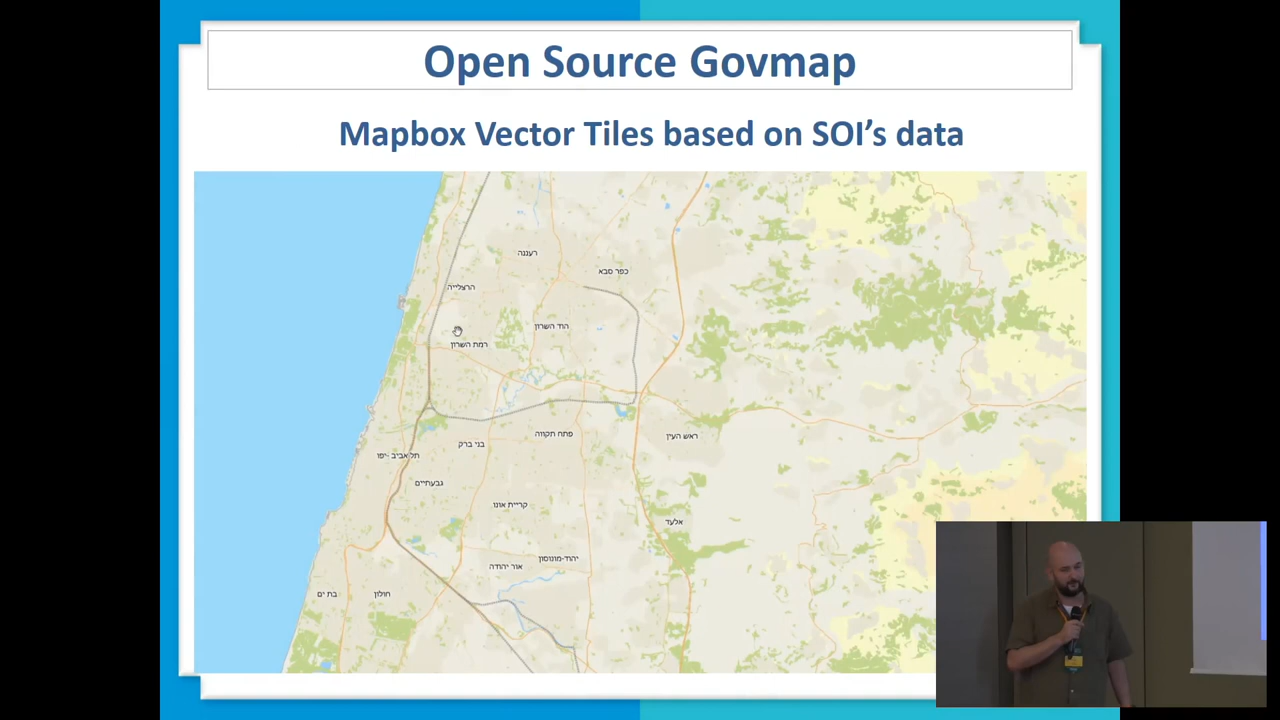 Open Source Govmap
Mapbox Vector Tiles based on SOI's data
רעננה
כפר סבא
הרצלייה
הוד השרון
רמת השרון
פתח תקווה
ראש העין
בני ברק
תל אביב -יפו
גבעתיים
קריית אונו
אלעד
יהוד-מונוסון
אור יהודה
בת ים
חולון